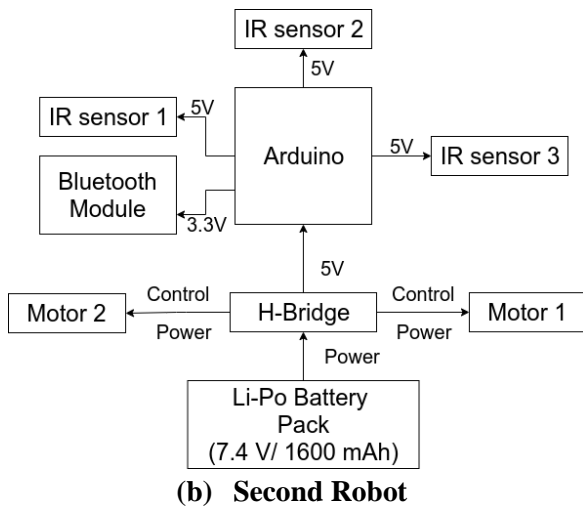 IR sensor 2
5V
IR sensor 1
5V
Arduino
5V
IR sensor 3
Bluetooth
Module
3.3V
5V
Motor 2
Control
Power
H-Bridge
Control
Power
Motor 1
Power
Li-Po Battery
Pack
(7.4 V/ 1600 mAh)
(b) Second Robot